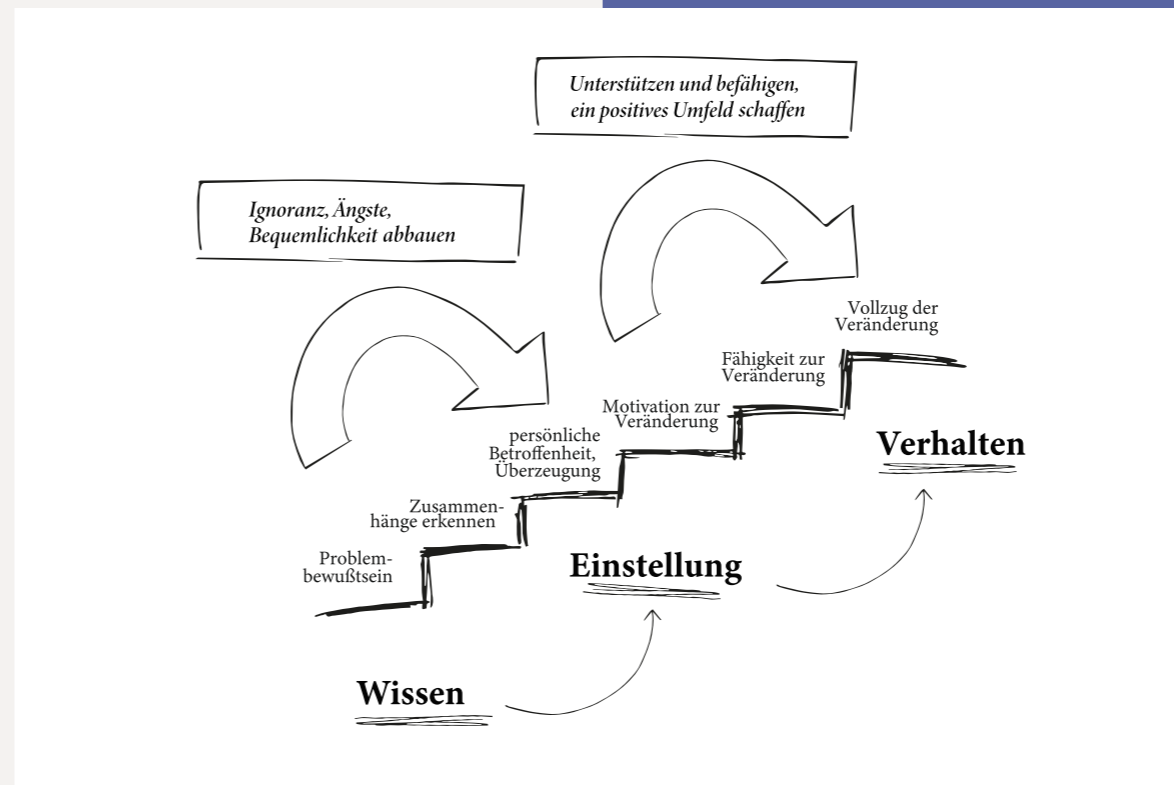 Unterstützen und befähigen,
ein positives Umfeld schaffen
Ignoranz, Ängste,
Bequemlichkeit abbauen
Vollzug der
Veränderung
Fähigkeit zur
Veränderung
Motivation zur
Veränderung
persönliche
Betroffenheit,
Überzeugung
Zusammen-
hänge erkennen
Problem-
bewußtsein
Verhalten
Einstellung
Wissen